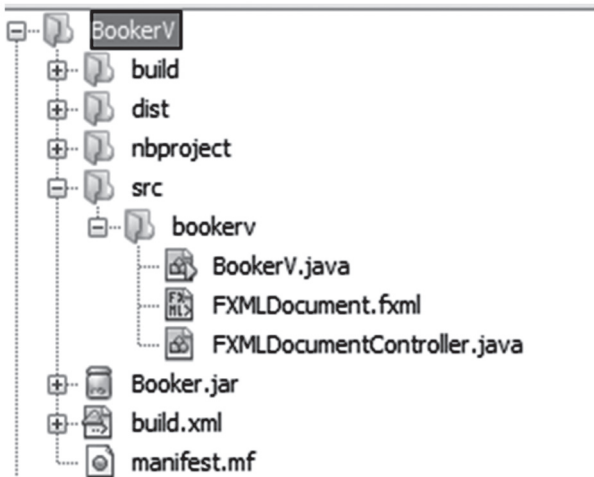 BookerV
build
dist
nbproject
src
bookerv
BookerV.java
FXMLDocument.fxml
FXMLDocumentController.java
Booker.jar
build.xml
manifest.mf